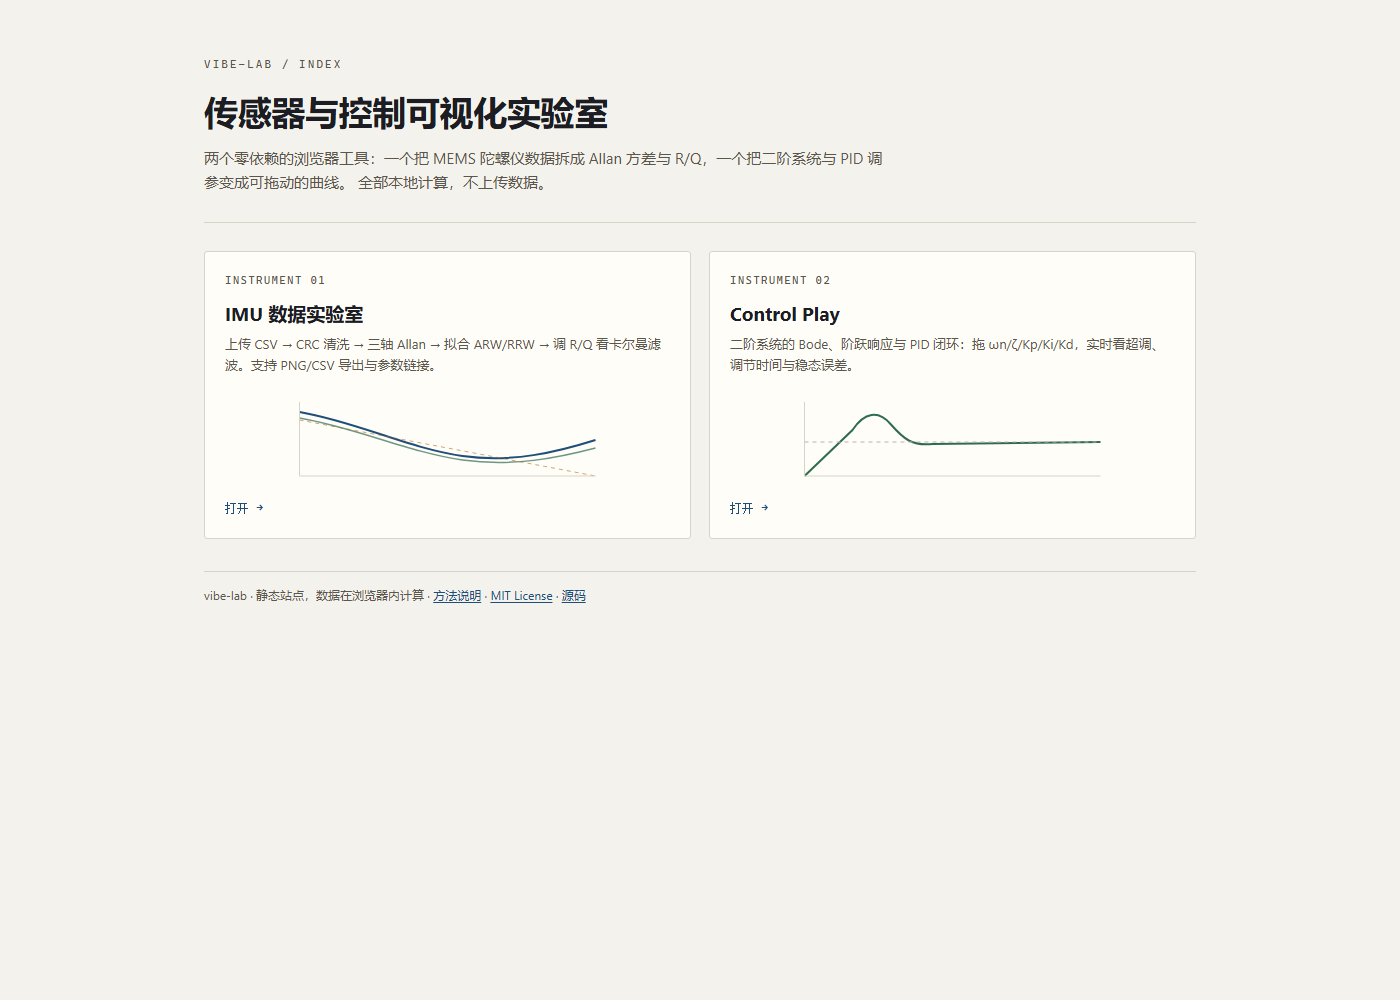 VIBE-LAB / INDEX
传感器与控制可视化实验室
两个零依赖的浏览器工具：一个把 MEMS 陀螺仪数据拆成 Allan 方差与 R/Q，一个把二阶系统与 PID 调
参变成可拖动的曲线。 全部本地计算，不上传数据。
INSTRUMENT 01
IMU 数据实验室
上传 CSV → CRC 清洗 → 三轴 Allan → 拟合 ARW/RRW → 调 R/Q 看卡尔曼滤
波。支持 PNG/CSV 导出与参数链接。
打开 →
INSTRUMENT 02
Control Play
二阶系统的 Bode、阶跃响应与 PID 闭环：拖 ωn/ζ/Kp/Ki/Kd，实时看超调、
调节时间与稳态误差。
打开 →
vibe-lab · 静态站点，数据在浏览器内计算 · 方法说明 · MIT License · 源码